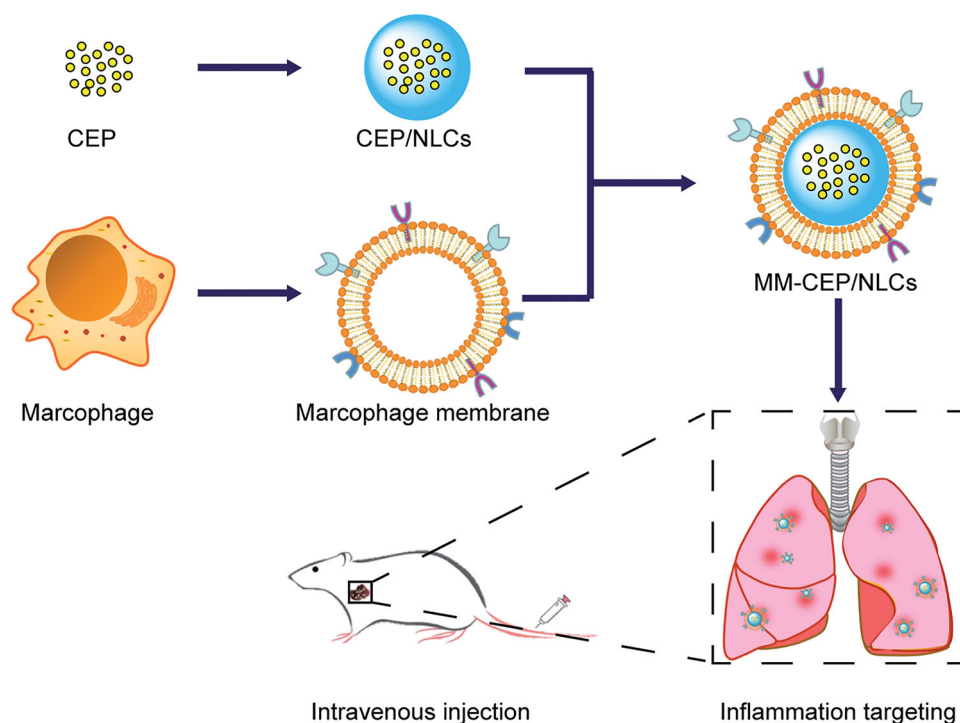 CEP
CEP/NLCs
MM-CEP/NLCs
Marcophage
Marcophage membrane
Intravenous injection
Inflammation targeting